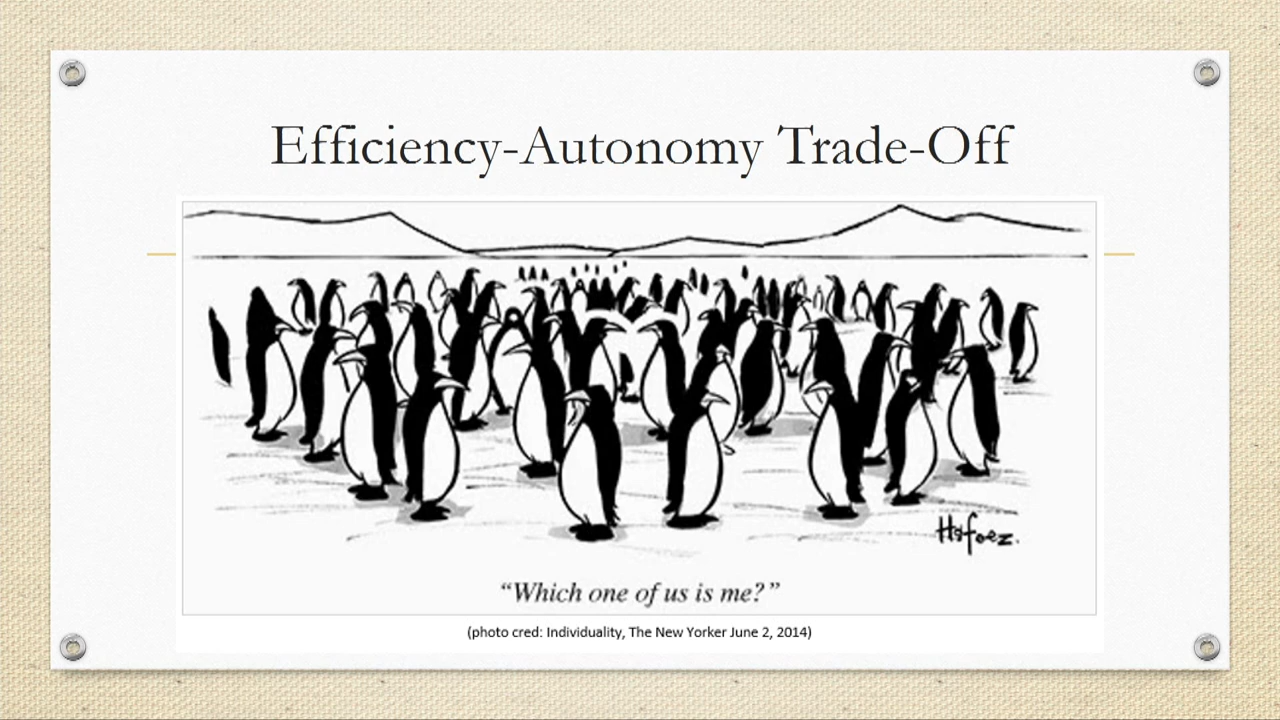 Efficiency-Autonomy Trade-Off
Hafeez.
“Which one of us is me?”
(photo cred: Individuality, The New Yorker June 2, 2014)